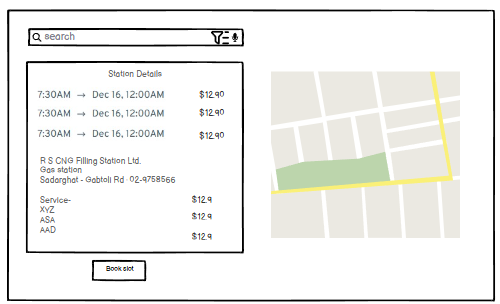 search
Station Details
7:30AM → Dec 16, 12:00AM $12.90
7:30AM → Dec 16, 12:00AM $12.90
7:30AM → Dec 16, 12:00AM $12.90
R S CNG Filling Station Ltd.
Gas station
Sadarghat - Gabtoli Rd · 02-9758566
Service- $12.9
XYZ
ASA $12.9
AAD
$12.9
Book slot